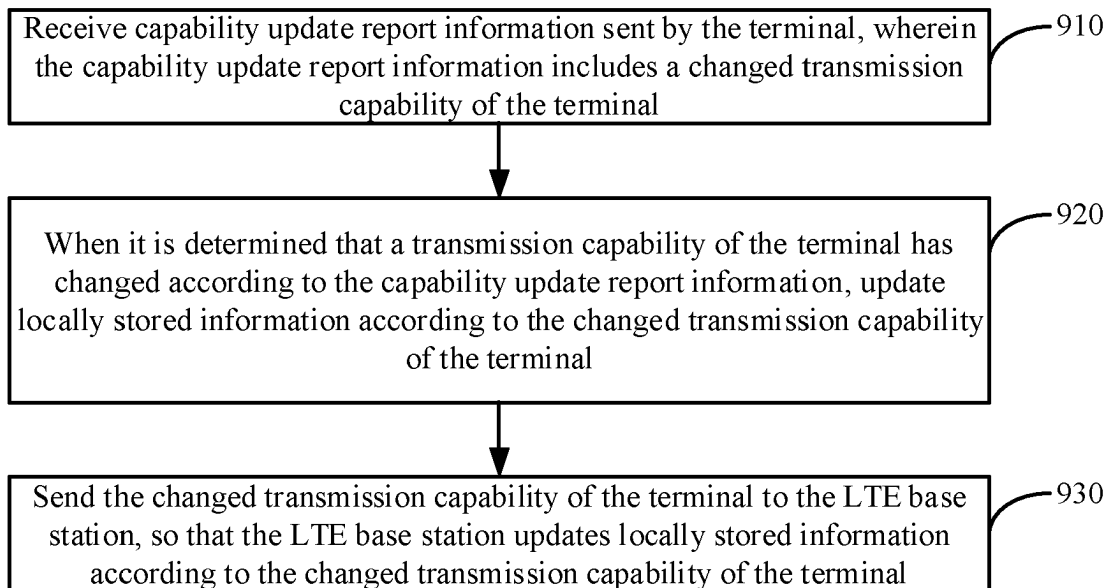 Receive capability update report information sent by the terminal, wherein
the capability update report information includes a changed transmission
capability of the terminal
910
When it is determined that a transmission capability of the terminal has
changed according to the capability update report information, update
locally stored information according to the changed transmission capability
of the terminal
920
Send the changed transmission capability of the terminal to the LTE base
station, so that the LTE base station updates locally stored information
according to the changed transmission capability of the terminal
930